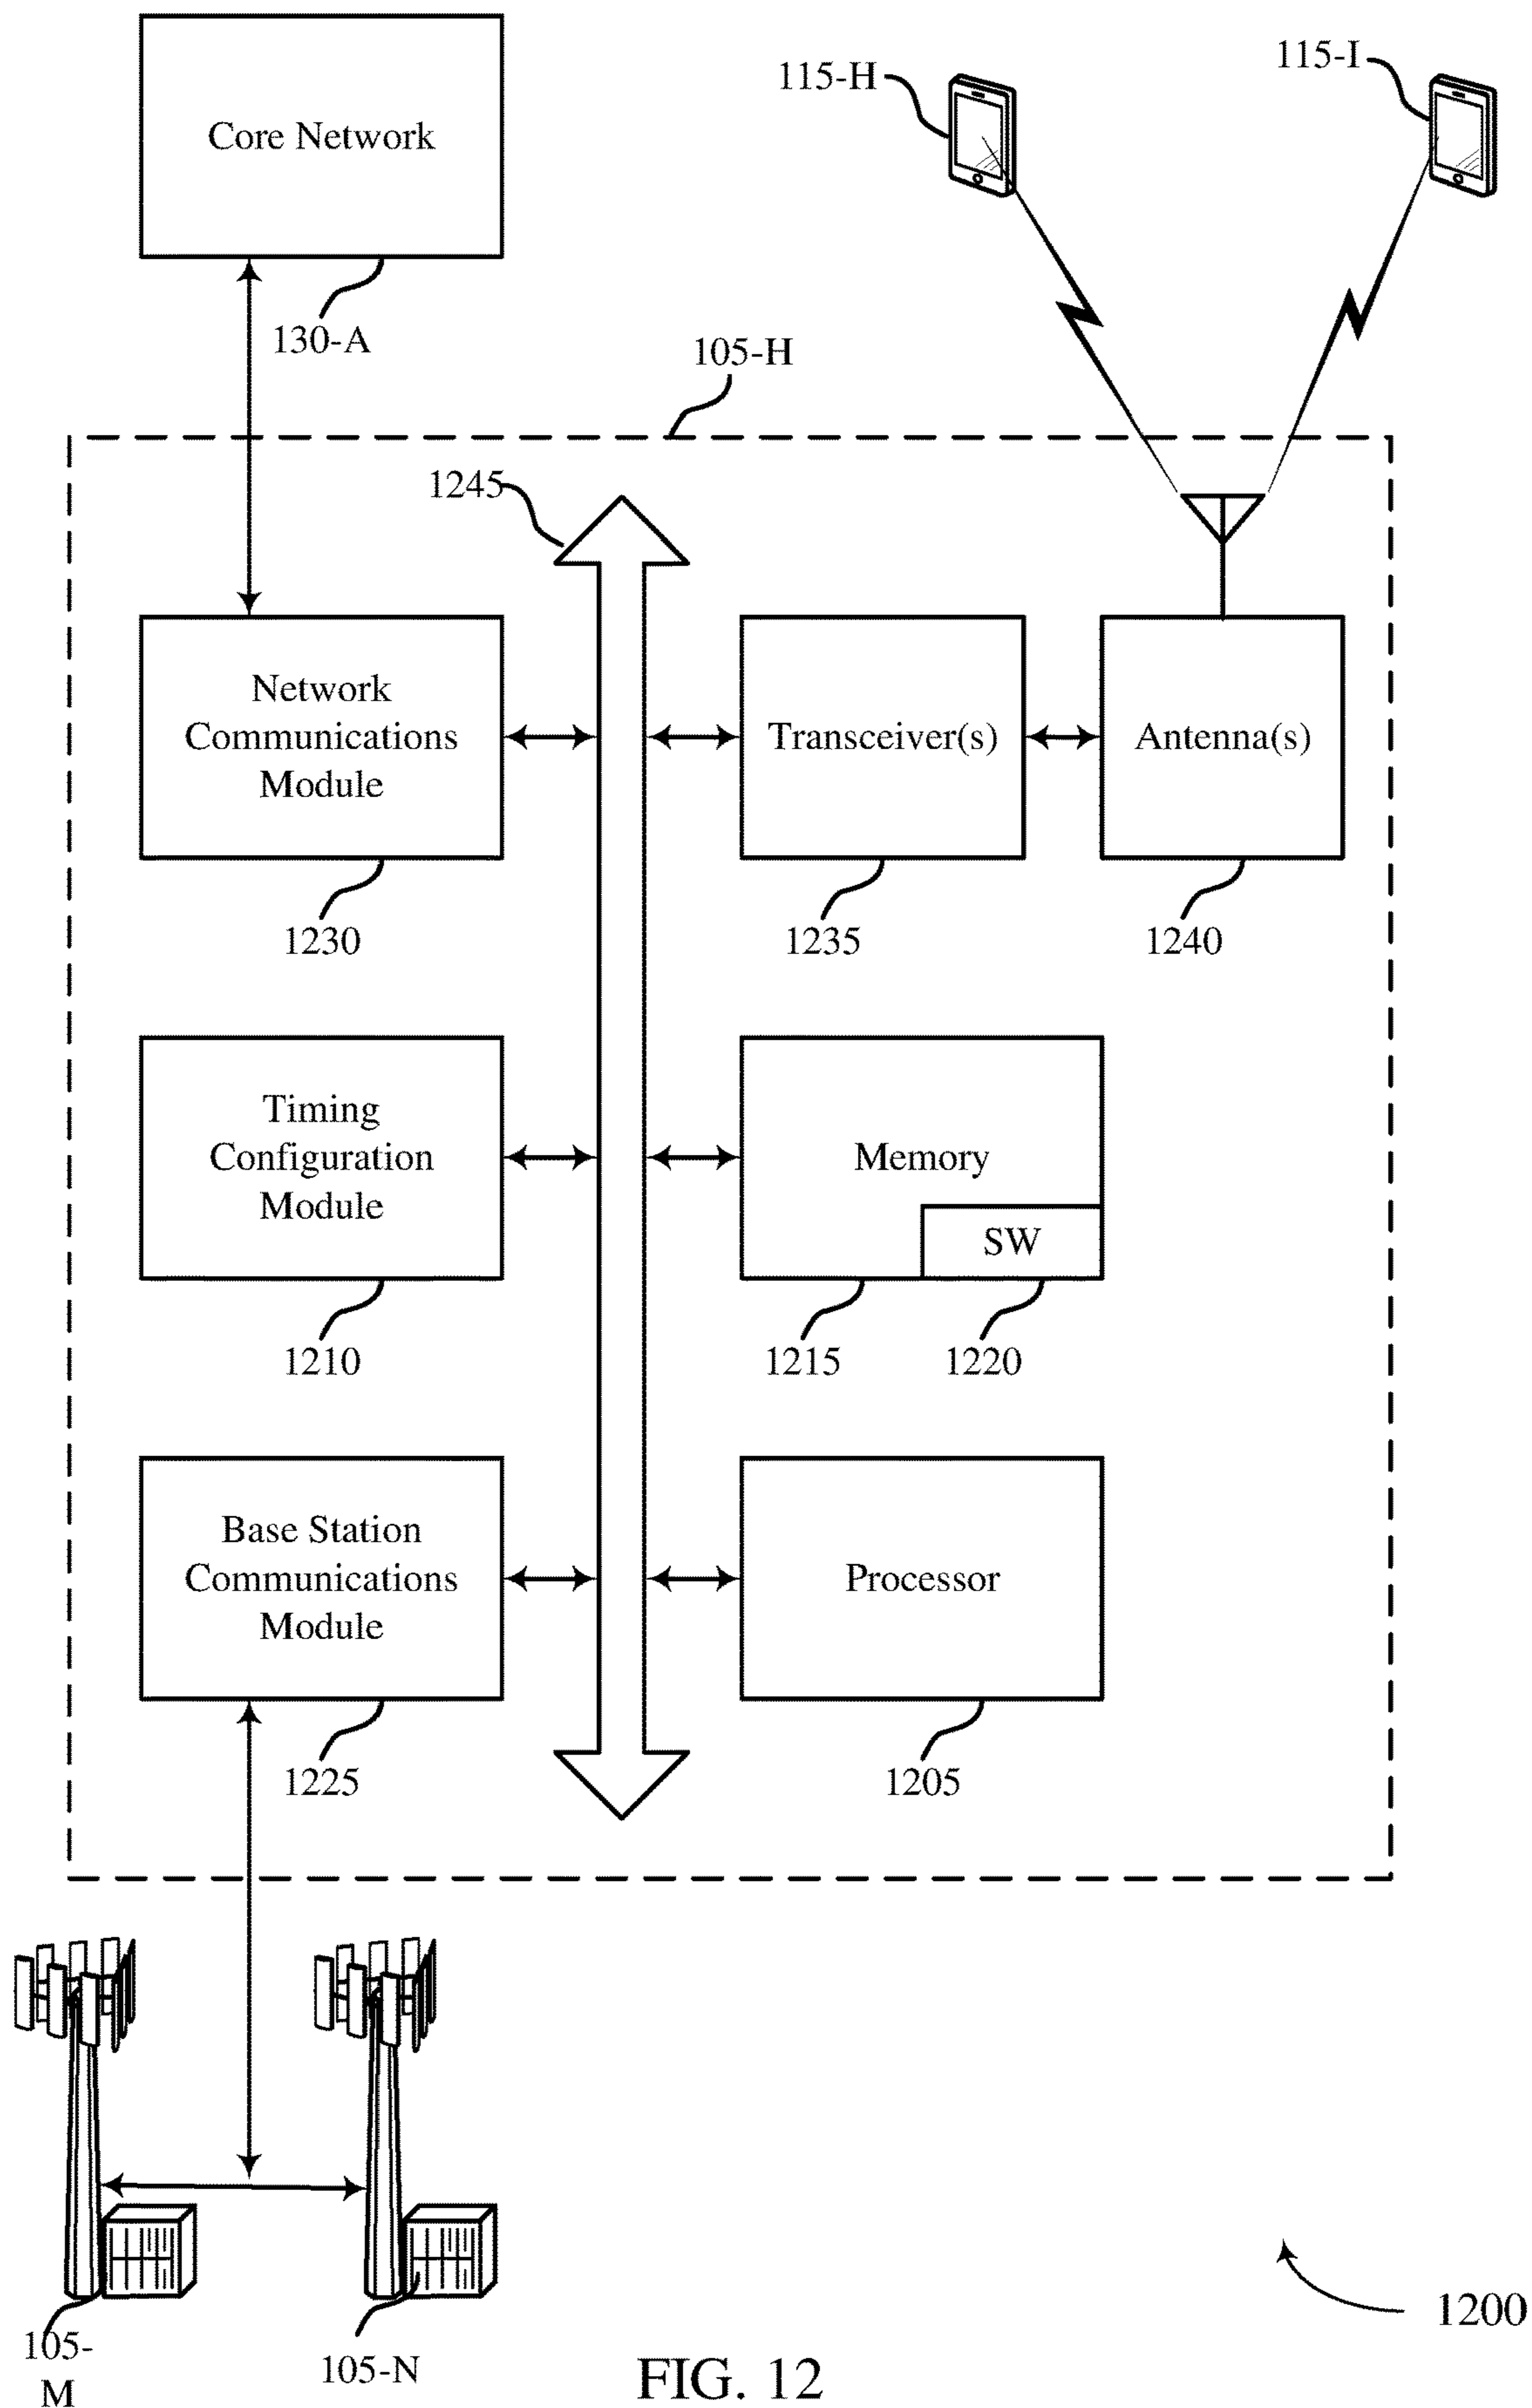 115-H
115-I
Core Network
130-A
105-H
1245
Network
Communications
Module
Transceiver(s)
Antenna(s)
1230
1235
1240
Timing
Configuration
Module
Memory
SW
1210
1215
1220
Base Station
Communications
Module
Processor
1225
1205
105-
M
105-N
1200
FIG. 12